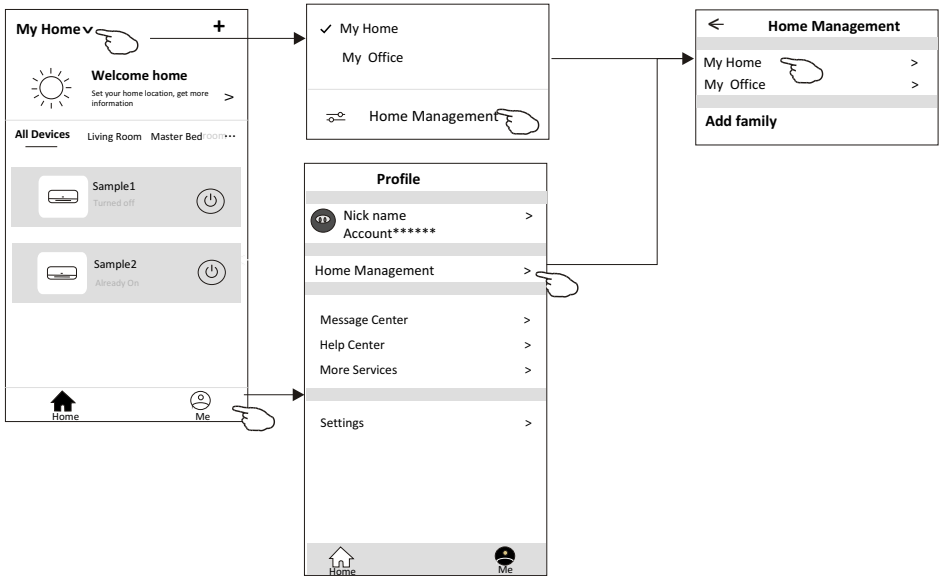 My Home +
Welcome home
Set your home location, get more
information >
All Devices Living Room Master Bedroom ···
Sample1
Turned off
Sample2
Already On
Home Me
✓ My Home
My Office
Home Management
Profile
Nick name >
Account******
Home Management >
Message Center >
Help Center >
More Services >
Settings >
Home Me
← Home Management
My Home >
My Office >
Add family